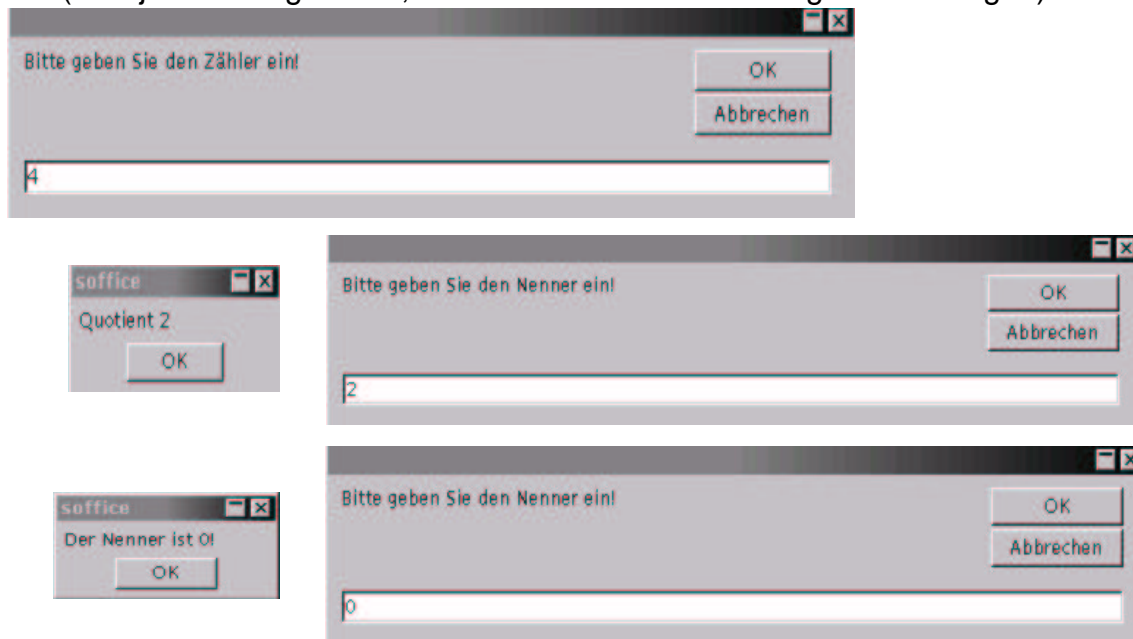 Bitte geben Sie den Zähler ein!
OK
Abbrechen
4
soffice
Quotient 2
OK
Bitte geben Sie den Nenner ein!
OK
Abbrechen
2
soffice
Der Nenner ist 0!
OK
Bitte geben Sie den Nenner ein!
OK
Abbrechen
0